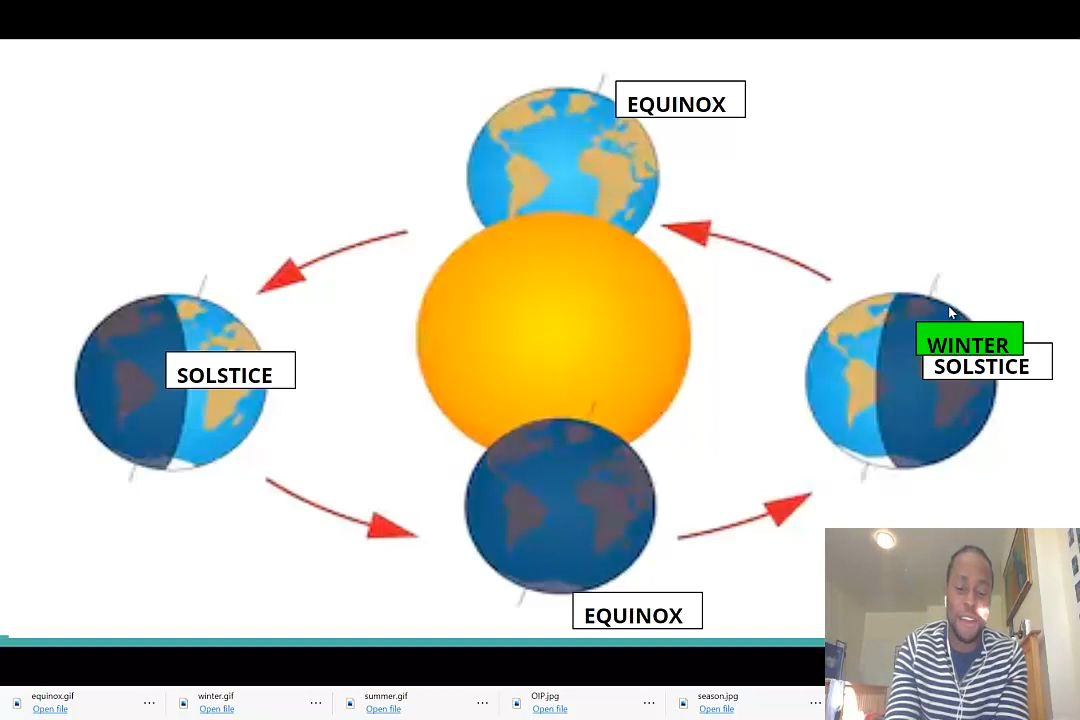 EQUINOX
WINTER
SOLSTICE
SOLSTICE
EQUINOX
equinox.gif
Open file
winter.gif
Open file
summer.gif
Open file
OIP.jpg
Open file
season.jpg
Open file